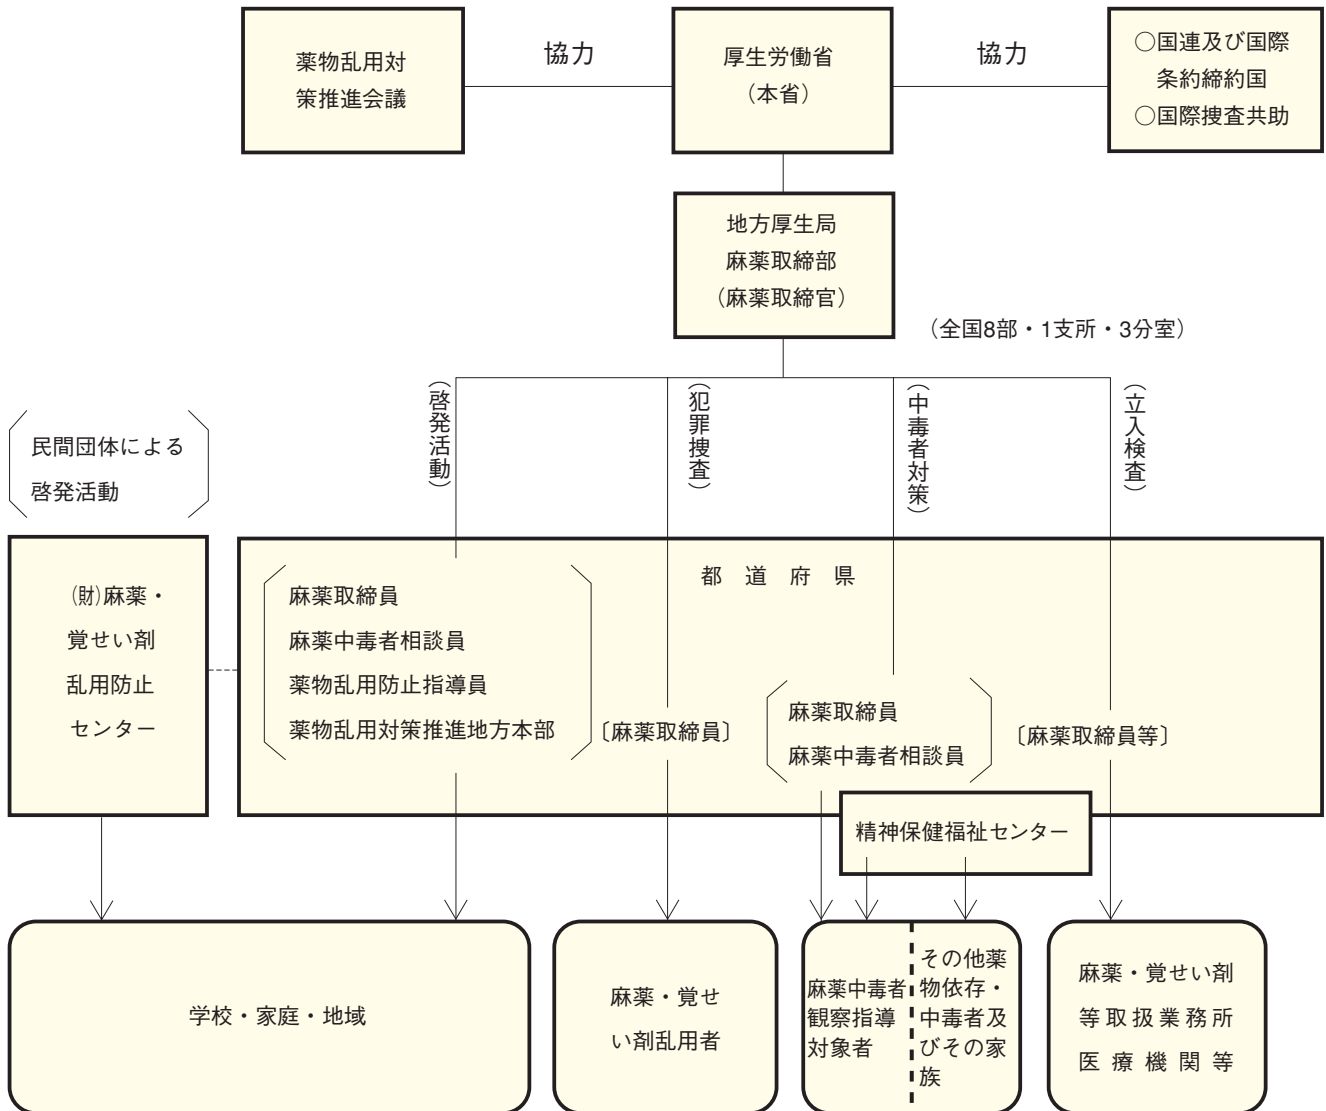 薬物乱用対
策推進会議
協力
厚生労働省
（本省）
協力
○国連及び国際
条約締約国
○国際捜査共助
地方厚生局
麻薬取締部
（麻薬取締官）
（全国8部・1支所・3分室）
（啓発活動）
（犯罪捜査）
（中毒者対策）
（立入検査）
民間団体による
啓発活動
㈶麻薬・
覚せい剤
乱用防止
センター
都道府県
麻薬取締員
麻薬中毒者相談員
薬物乱用防止指導員
薬物乱用対策推進地方本部
〔麻薬取締員〕
麻薬取締員
麻薬中毒者相談員
〔麻薬取締員等〕
精神保健福祉センター
学校・家庭・地域
麻薬・覚せ
い剤乱用者
麻薬中毒者
観察指導
対象者
その他薬
物依存・
中毒者及
びその家
族
麻薬・覚せい剤
等取扱業務所
医療機関等